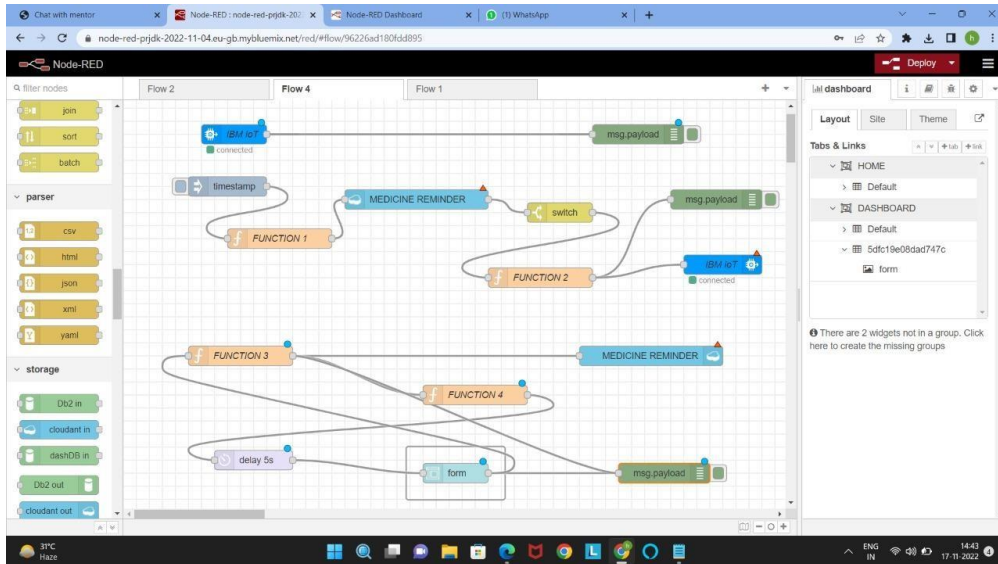 Chat with mentor
Node-RED : node-red-prjdk-202
Node-RED Dashboard
(1) WhatsApp
node-red-prjdk-2022-11-04.eu-gb.mybluemix.net/red/#flow/96226ad180fdd895
Node-RED
Deploy
filter nodes
Flow 2
Flow 4
Flow 1
dashboard
join
sort
batch
parser
csv
html
json
xml
yaml
storage
Db2 in
cloudant in
dashDB in
Db2 out
cloudant out
IBM IoT
connected
msg.payload
timestamp
MEDICINE REMINDER
msg.payload
switch
FUNCTION 1
IBM IoT
connected
FUNCTION 2
FUNCTION 3
MEDICINE REMINDER
FUNCTION 4
delay 5s
form
msg.payload
Layout
Site
Theme
Tabs & Links
+tab
+link
HOME
Default
DASHBOARD
Default
5dfc19e08dad747c
form
There are 2 widgets not in a group. Click
here to create the missing groups
31°C
Haze
ENG
IN
14:43
17-11-2022
4